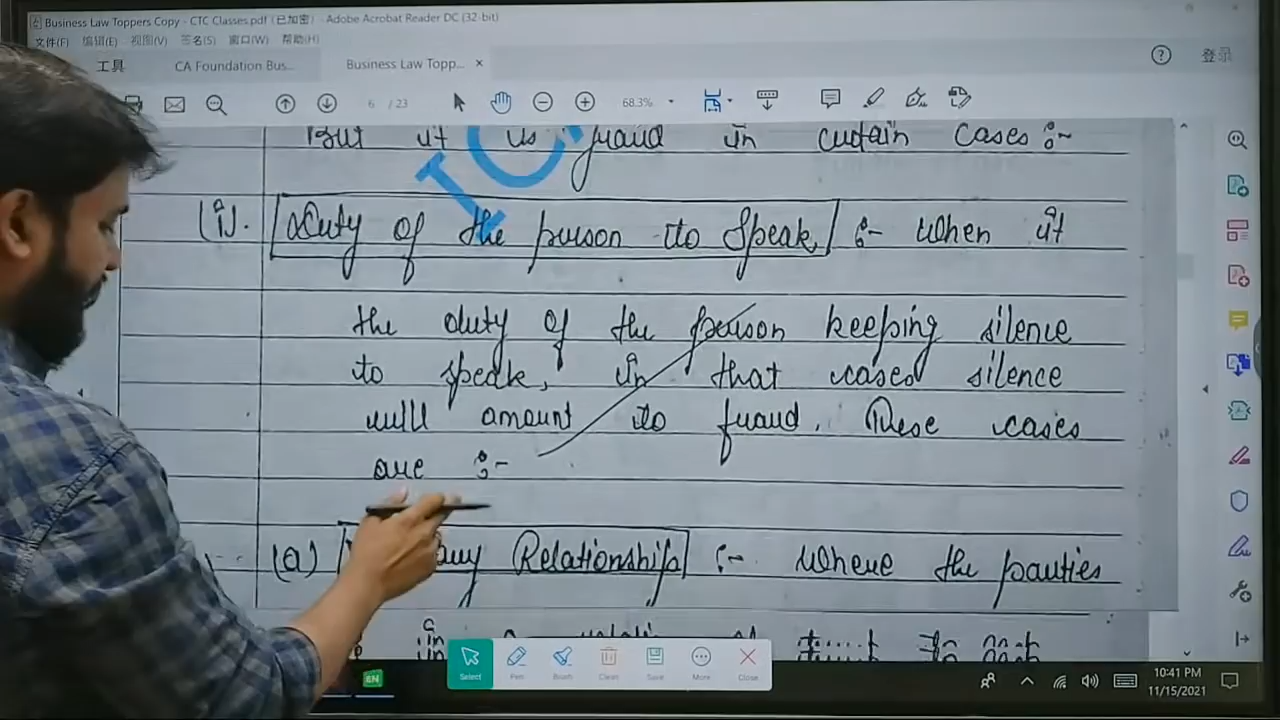 Business Law Toppers Copy - CTC Classes.pdf (已加密) - Adobe Acrobat Reader DC (32-bit)
文件(F) 编辑(E) 视图(V) 签名(S) 窗口(W) 帮助(H)
工具 CA Foundation Bus... Business Law Topp... × 登录
6 / 23 68.3%
But it is fraud in certain cases :-
(i). Duty of the person to Speak :- When it
the duty of the person keeping silence
to speak, in that cased silence
will amount to fraud. These cases
are :-
(a) Relationship :- Where the parties
in
Select Pen Brush Clean Save More Close
EN
10:41 PM
11/15/2021